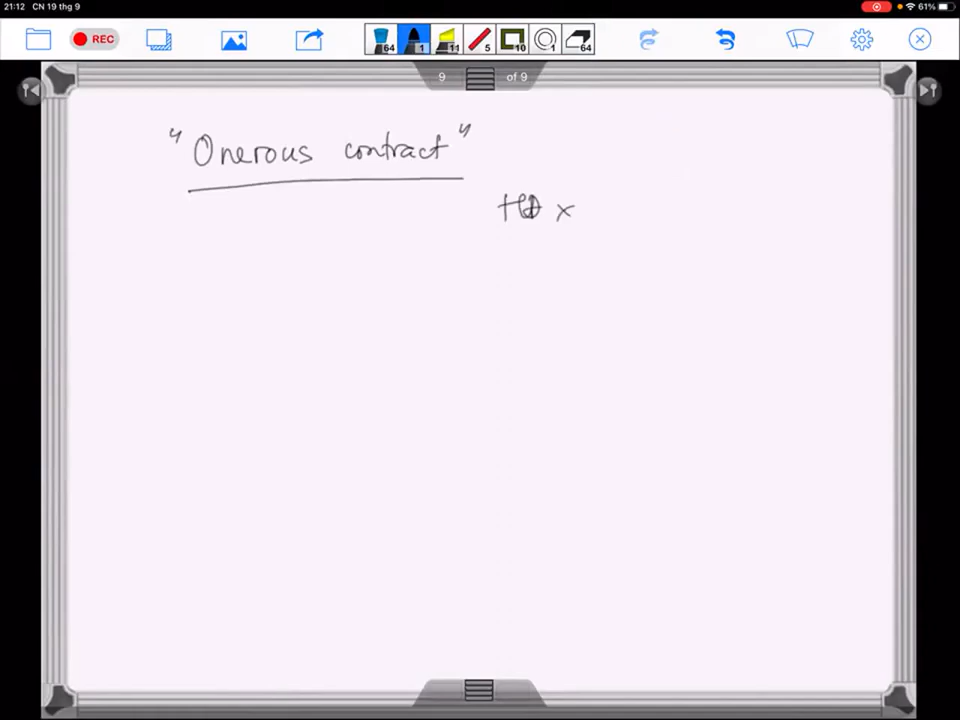 21:12 CN 19 thg 9 61%
REC 64 1 11 5 10 1 64
9 of 9
"Onerous contract"
HĐ x